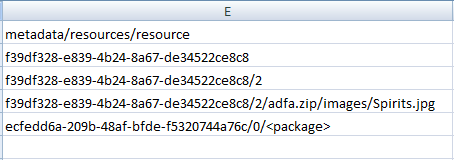 E
metadata/resources/resource
f39df328-e839-4b24-8a67-de34522ce8c8
f39df328-e839-4b24-8a67-de34522ce8c8/2
f39df328-e839-4b24-8a67-de34522ce8c8/2/adfa.zip/images/Spirits.jpg
ecfedd6a-209b-48af-bfde-f5320744a76c/0/<package>